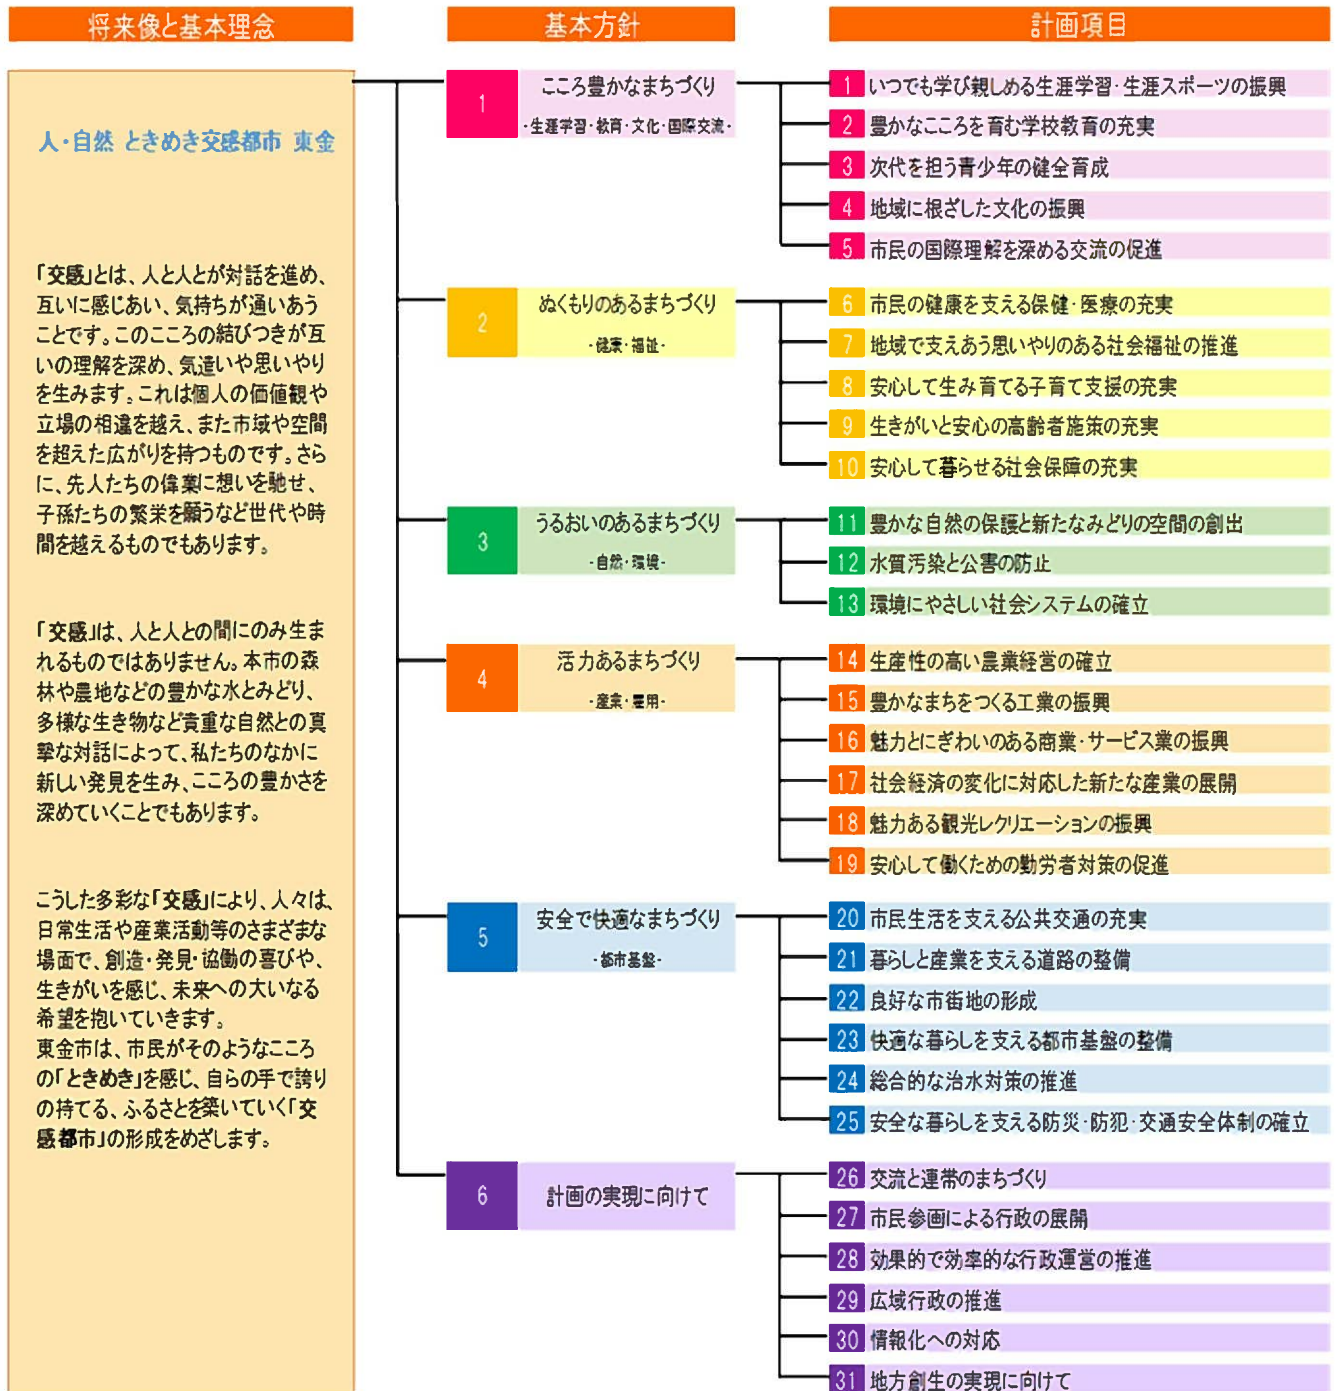 将来像と基本理念
人・自然 ときめき交感都市 東金
「交感」とは、人と人とが対話を進め、
互いに感じあい、気持ちが通いあう
ことです。このこころの結びつきが互
いの理解を深め、気遣いや思いやり
を生みます。これは個人の価値観や
立場の相違を越え、また市域や空間
を超えた広がりを持つものです。さら
に、先人たちの偉業に想いを馳せ、
子孫たちの繁栄を願うなど世代や時
間を越えるものでもあります。
「交感」は、人と人との間にのみ生ま
れるものではありません。本市の森
林や農地などの豊かな水とみどり、
多様な生き物など貴重な自然との真
摯な対話によって、私たちのなかに
新しい発見を生み、こころの豊かさを
深めていくことでもあります。
こうした多彩な「交感」により、人々は、
日常生活や産業活動等のさまざまな
場面で、創造・発見・協働の喜びや、
生きがいを感じ、未来への大いなる
希望を抱いていきます。
東金市は、市民がそのようなこころ
の「ときめき」を感じ、自らの手で誇り
の持てる、ふるさとを築いていく「交
感都市」の形成をめざします。
基本方針
1 こころ豊かなまちづくり
-生涯学習・教育・文化・国際交流-
2 ぬくもりのあるまちづくり
-健康・福祉-
3 うるおいのあるまちづくり
-自然・環境-
4 活力あるまちづくり
-産業・雇用-
5 安全で快適なまちづくり
-都市基盤-
6 計画の実現に向けて
計画項目
1 いつでも学び親しめる生涯学習・生涯スポーツの振興
2 豊かなこころを育む学校教育の充実
3 次代を担う青少年の健全育成
4 地域に根ざした文化の振興
5 市民の国際理解を深める交流の促進
6 市民の健康を支える保健・医療の充実
7 地域で支えあう思いやりのある社会福祉の推進
8 安心して生み育てる子育て支援の充実
9 生きがいと安心の高齢者施策の充実
10 安心して暮らせる社会保障の充実
11 豊かな自然の保護と新たなみどりの空間の創出
12 水質汚染と公害の防止
13 環境にやさしい社会システムの確立
14 生産性の高い農業経営の確立
15 豊かなまちをつくる工業の振興
16 魅力とにぎわいのある商業・サービス業の振興
17 社会経済の変化に対応した新たな産業の展開
18 魅力ある観光レクリエーションの振興
19 安心して働くための勤労者対策の促進
20 市民生活を支える公共交通の充実
21 暮らしと産業を支える道路の整備
22 良好な市街地の形成
23 快適な暮らしを支える都市基盤の整備
24 総合的な治水対策の推進
25 安全な暮らしを支える防災・防犯・交通安全体制の確立
26 交流と連帯のまちづくり
27 市民参画による行政の展開
28 効果的で効率的な行政運営の推進
29 広域行政の推進
30 情報化への対応
31 地方創生の実現に向けて